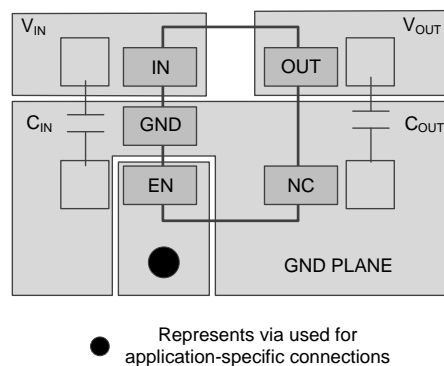 VIN
VOUT
IN
OUT
CIN
GND
COUT
EN
NC
GND PLANE
Represents via used for
application-specific connections